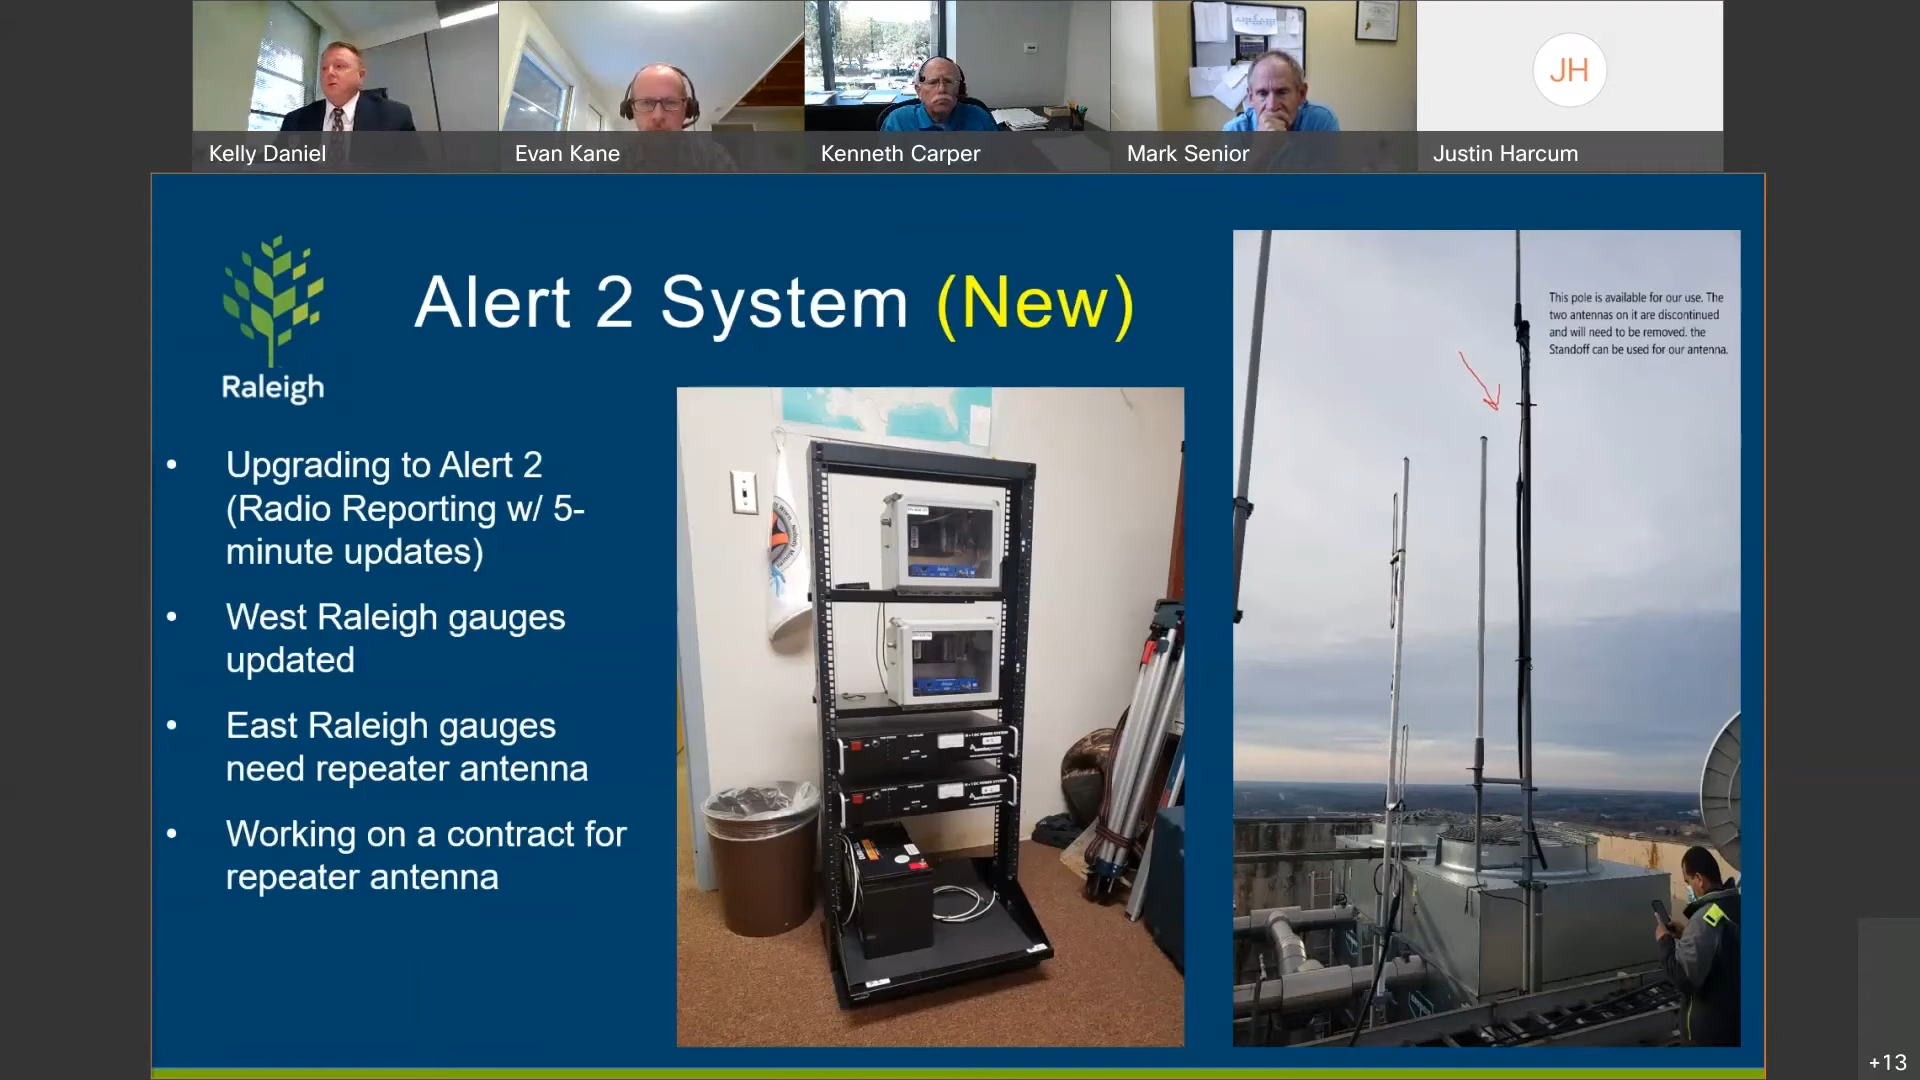 Kelly Daniel
Evan Kane
Kenneth Carper
Mark Senior
JH
Justin Harcum
Raleigh
Alert 2 System (New)
• Upgrading to Alert 2
(Radio Reporting w/ 5-
minute updates)
• West Raleigh gauges
updated
• East Raleigh gauges
need repeater antenna
• Working on a contract for
repeater antenna
This pole is available for our use. The
two antennas on it are discontinued
and will need to be removed. the
Standoff can be used for our antenna.
+13